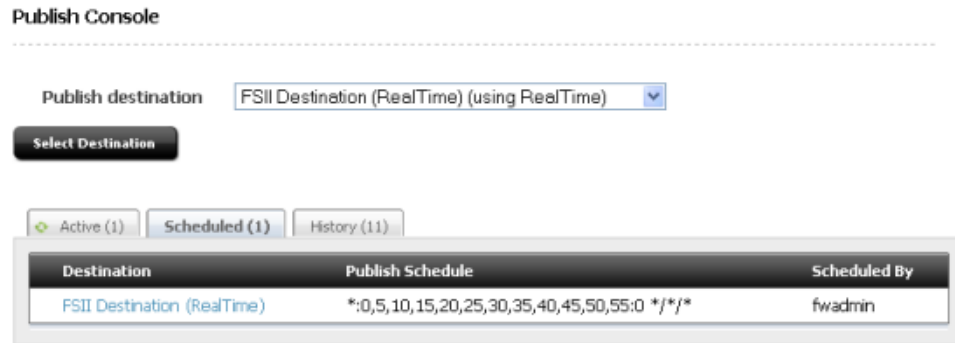 Publish Console
Publish destination FSII Destination (RealTime) (using RealTime)
Select Destination
Active (1) Scheduled (1) History (11)
Destination Publish Schedule Scheduled By
FSII Destination (RealTime) *:0,5,10,15,20,25,30,35,40,45,50,55:0 */*/* fwadmin